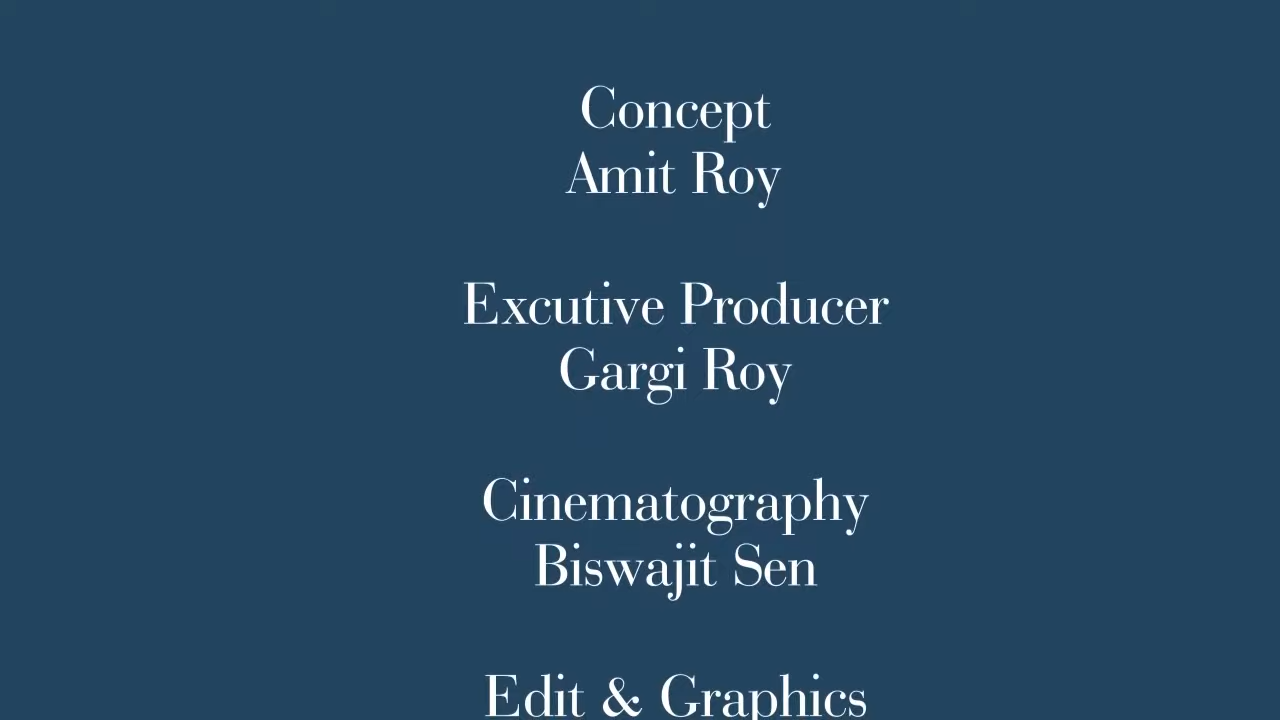 Concept
Amit Roy
Excutive Producer
Gargi Roy
Cinematography
Biswajit Sen
Edit & Graphics